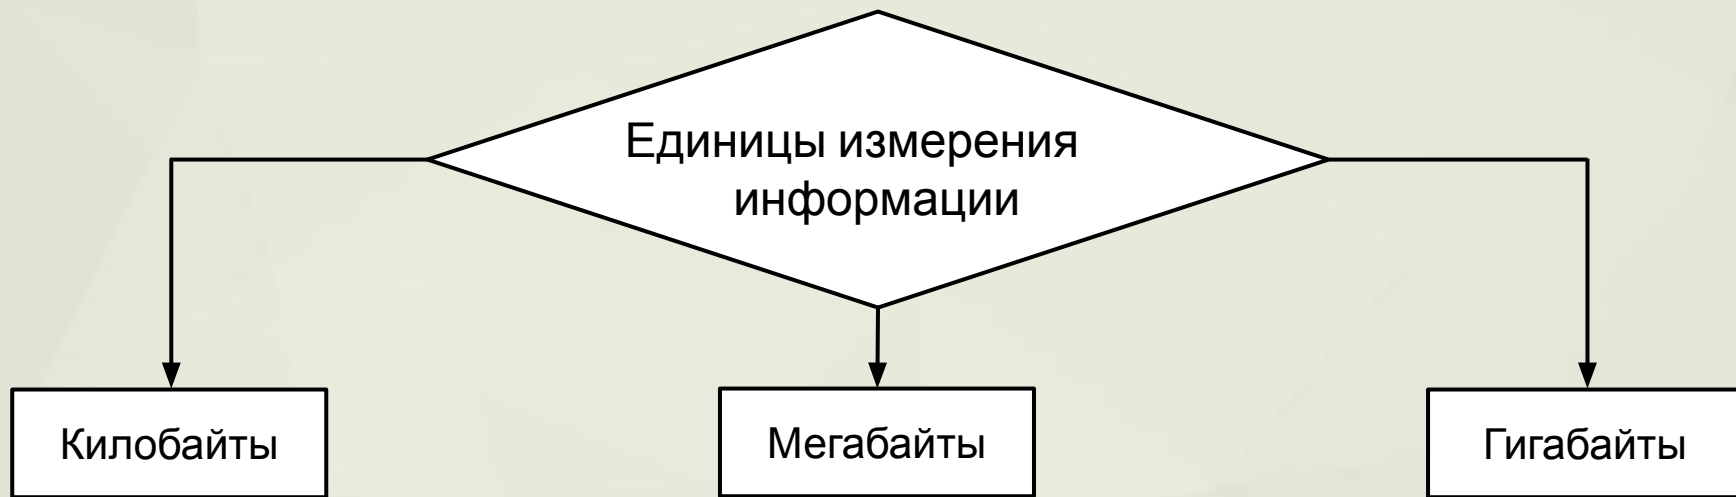 Единицы измерения
информации
Килобайты
Мегабайты
Гигабайты